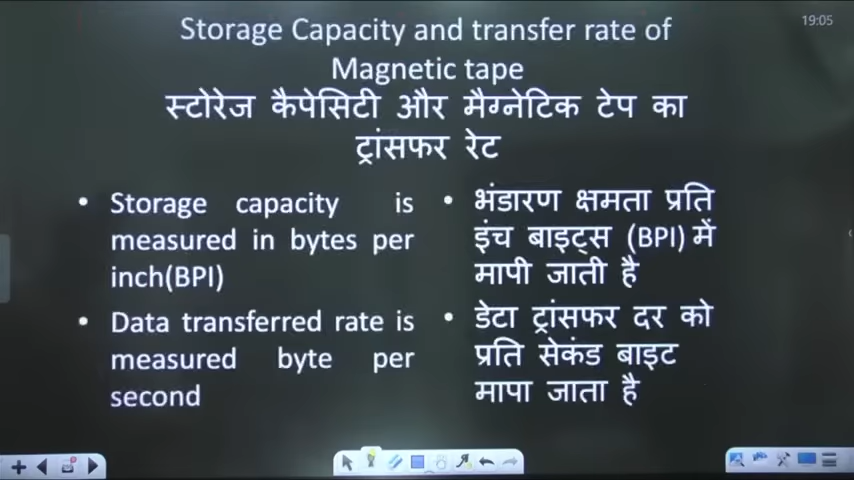 19:05
Storage Capacity and transfer rate of
Magnetic tape
स्टोरेज कैपेसिटी और मैग्नेटिक टेप का
ट्रांसफर रेट
• Storage capacity is
measured in bytes per
inch(BPI)
• Data transferred rate is
measured byte per
second
• भंडारण क्षमता प्रति
इंच बाइट्स (BPI) में
मापी जाती है
• डेटा ट्रांसफर दर को
प्रति सेकंड बाइट
मापा जाता है